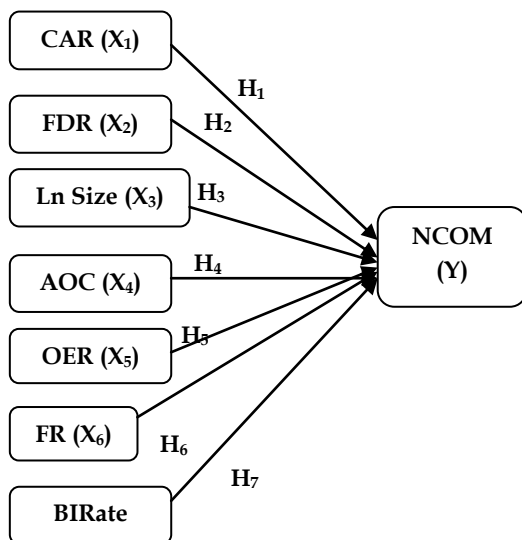 CAR (X₁)
H₁
FDR (X₂)
H₂
Ln Size (X₃)
H₃
NCOM
(Y)
AOC (X₄)
H₄
OER (X₅)
H₅
FR (X₆)
H₆
BIRate
H₇